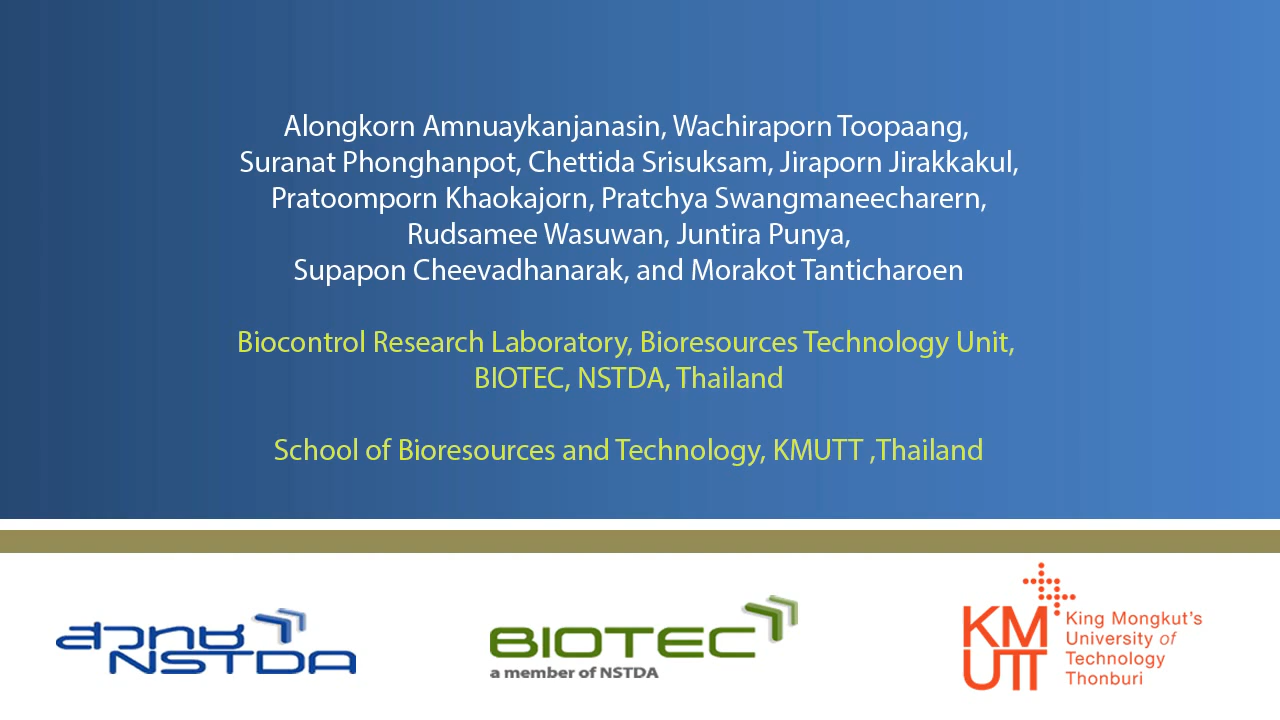 Alongkorn Amnuaykanjanasin, Wachiraporn Toopaang,
Suranat Phonghanpot, Chettida Srisuksam, Jiraporn Jirakkakul,
Pratoomporn Khaokajorn, Pratchya Swangmaneecharern,
Rudsamee Wasuwan, Juntira Punya,
Supapon Cheevadhanarak, and Morakot Tanticharoen
Biocontrol Research Laboratory, Bioresources Technology Unit,
BIOTEC, NSTDA, Thailand
School of Bioresources and Technology, KMUTT ,Thailand
สวทช
NSTDA
BIOTEC
a member of NSTDA
KM
UTT
King Mongkut's
University of
Technology
Thonburi